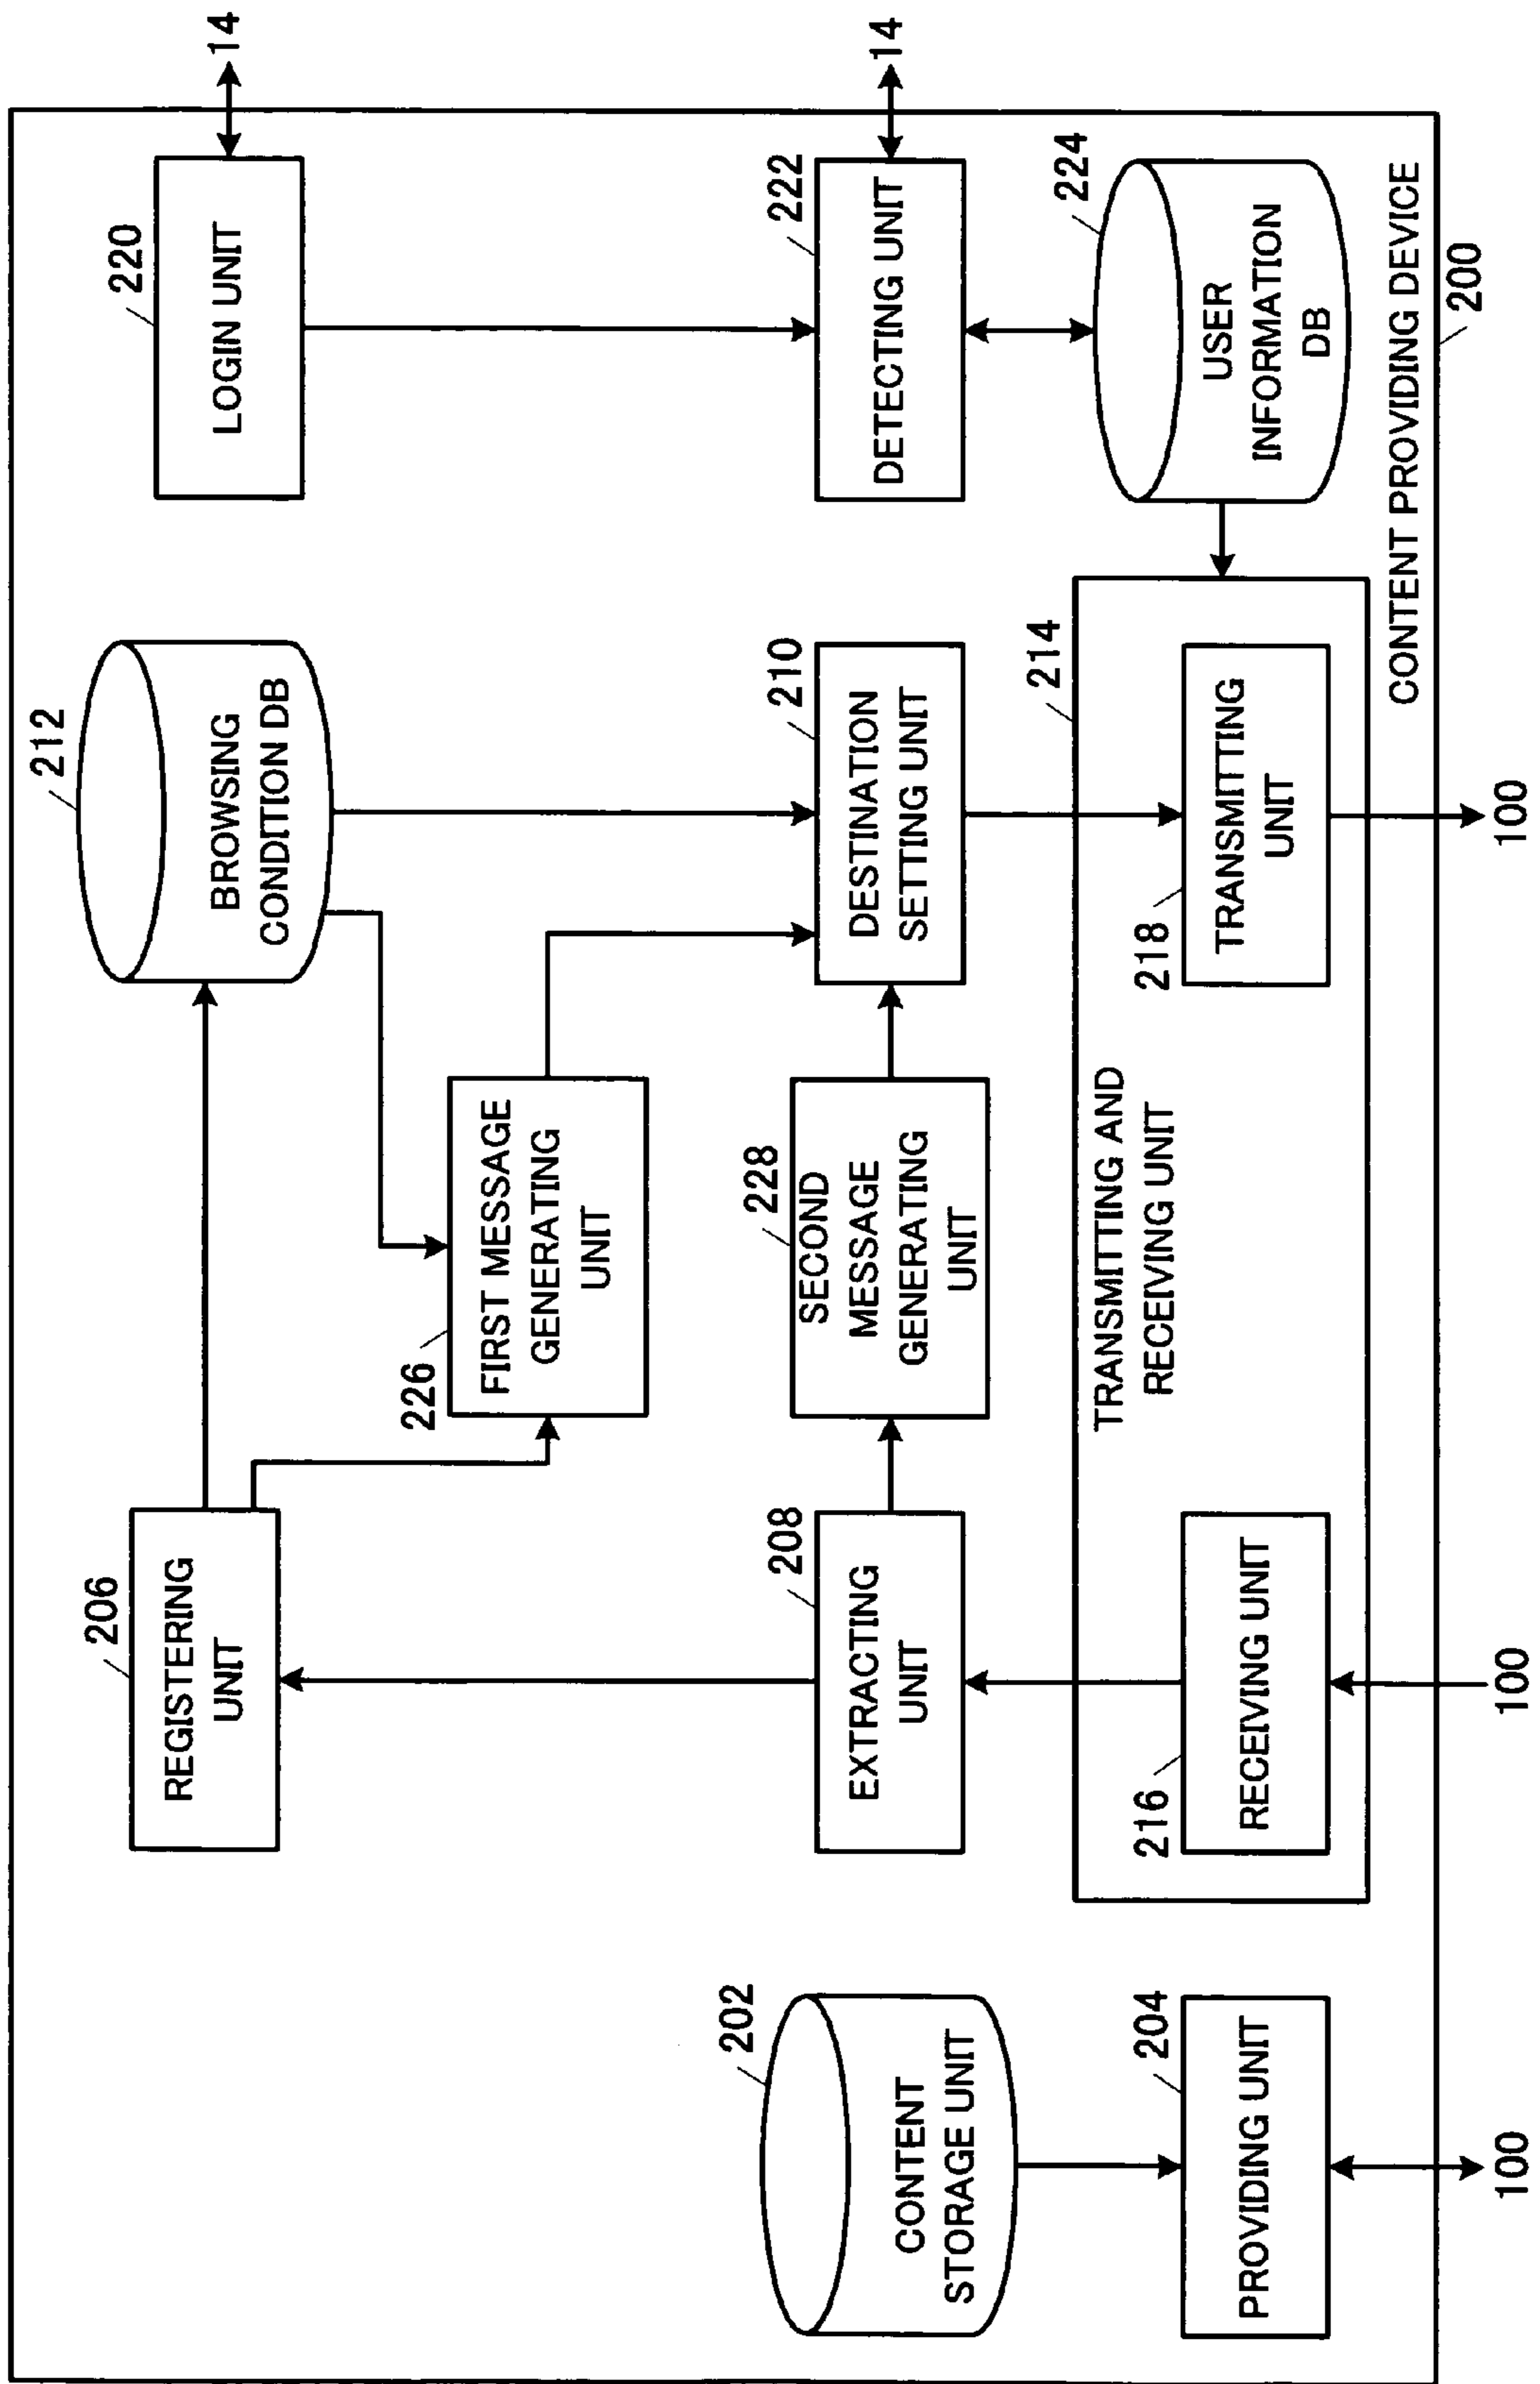 212
BROWSING
CONDITION DB
220
LOGIN UNIT
14
206
REGISTERING
UNIT
226
FIRST MESSAGE
GENERATING
UNIT
202
CONTENT
STORAGE UNIT
208
EXTRACTING
UNIT
228
SECOND
MESSAGE
GENERATING
UNIT
210
DESTINATION
SETTING UNIT
222
DETECTING UNIT
14
204
PROVIDING UNIT
214
TRANSMITTING AND
RECEIVING UNIT
216
RECEIVING UNIT
218
TRANSMITTING
UNIT
224
USER
INFORMATION
DB
CONTENT PROVIDING DEVICE
200
100
100
100